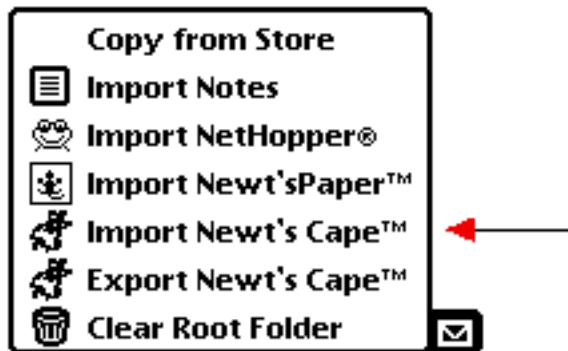 Copy from Store
Import Notes
Import NetHopper®
Import Newt'sPaper™
Import Newt's Cape™
Export Newt's Cape™
Clear Root Folder